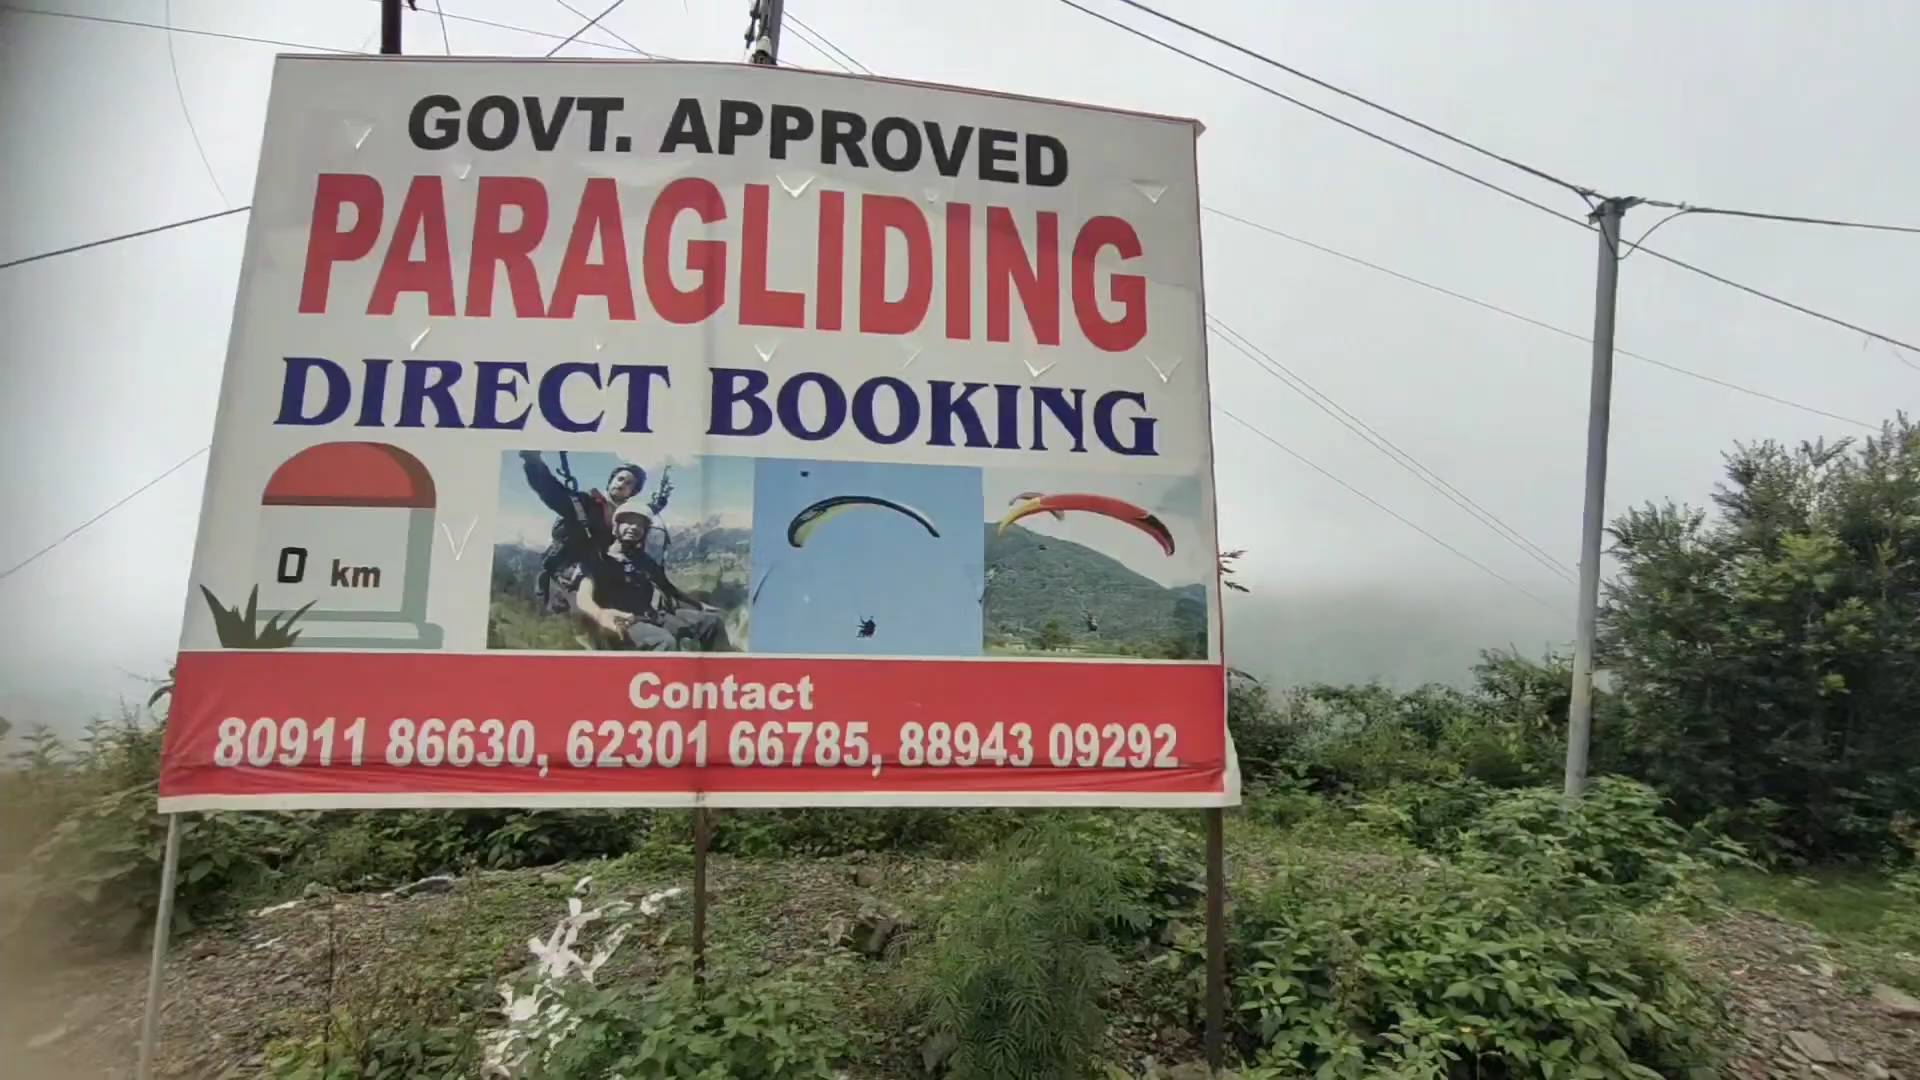 GOVT. APPROVED
PARAGLIDING
DIRECT BOOKING
0 km
Contact
80911 86630, 62301 66785, 88943 09292